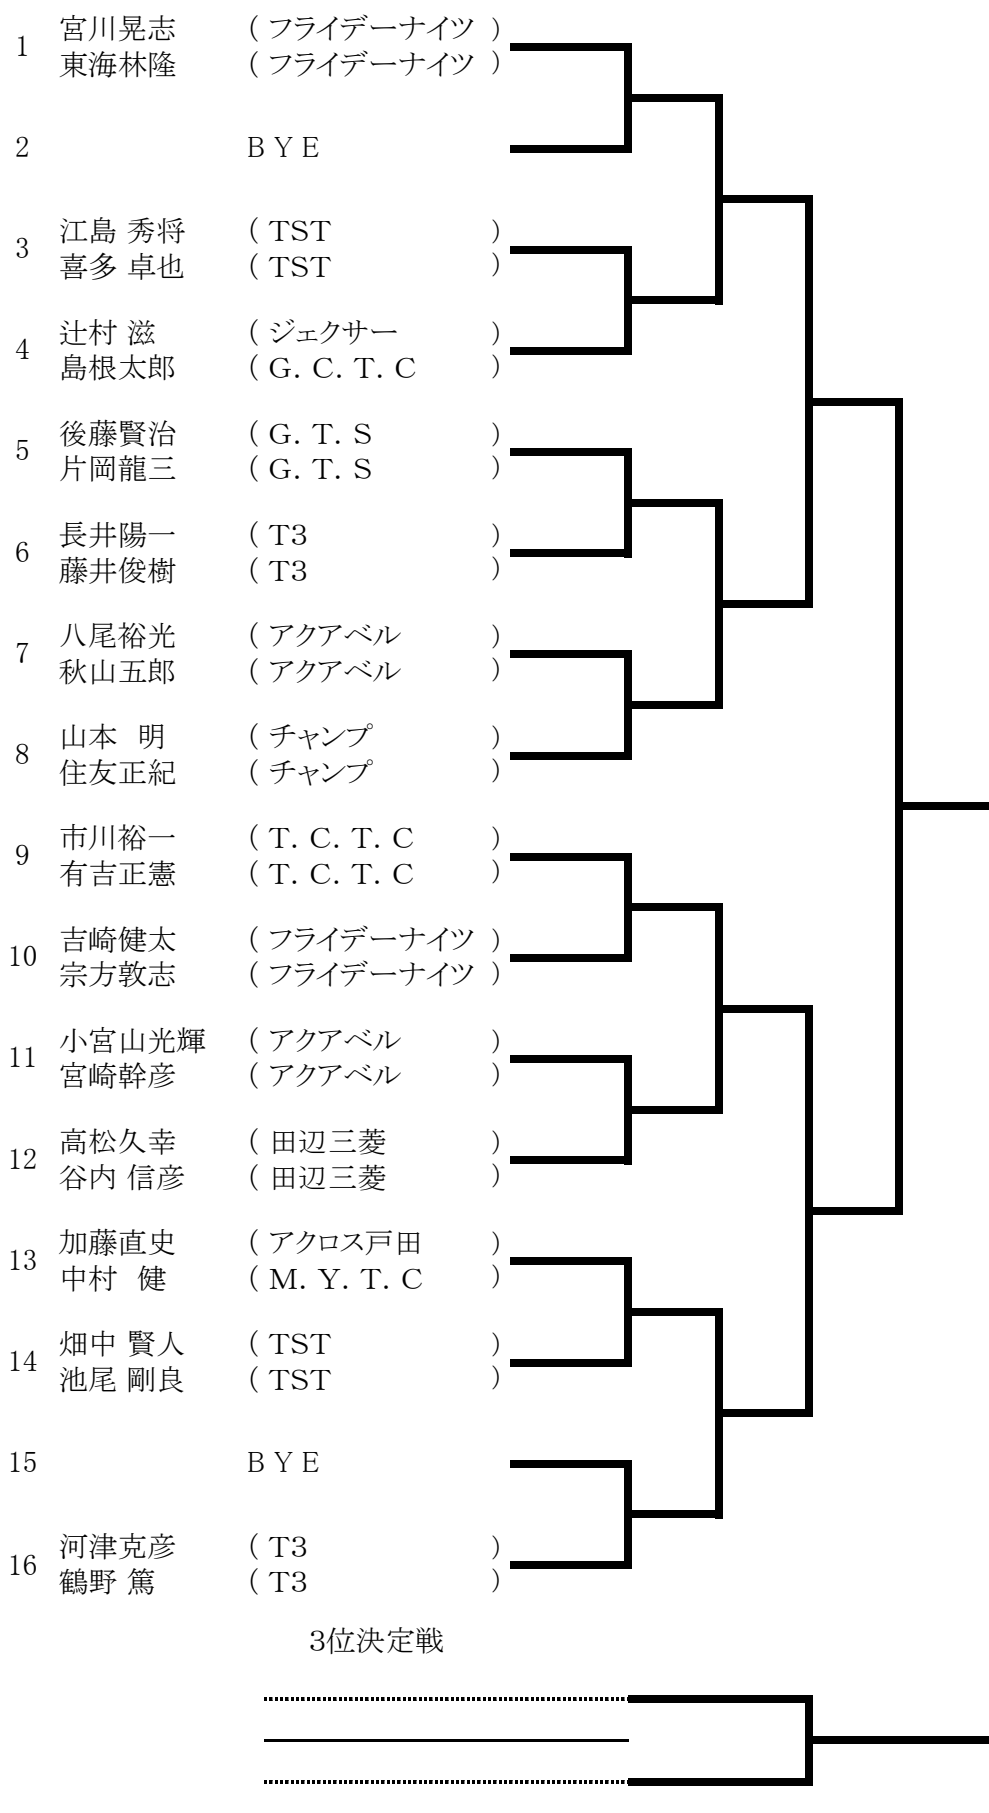 1 宮川晃志 ( フライデーナイツ )
東海林隆 ( フライデーナイツ )
2 ＢＹＥ
3 江島 秀将 ( TST )
喜多 卓也 ( TST )
4 辻村 滋 ( ジェクサー )
島根太郎 ( G. C. T. C )
5 後藤賢治 ( G. T. S )
片岡龍三 ( G. T. S )
6 長井陽一 ( T3 )
藤井俊樹 ( T3 )
7 八尾裕光 ( アクアベル )
秋山五郎 ( アクアベル )
8 山本　明 ( チャンプ )
住友正紀 ( チャンプ )
9 市川裕一 ( T. C. T. C )
有吉正憲 ( T. C. T. C )
10 吉崎健太 ( フライデーナイツ )
宗方敦志 ( フライデーナイツ )
11 小宮山光輝 ( アクアベル )
宮崎幹彦 ( アクアベル )
12 高松久幸 ( 田辺三菱 )
谷内 信彦 ( 田辺三菱 )
13 加藤直史 ( アクロス戸田 )
中村　健 ( M. Y. T. C )
14 畑中 賢人 ( TST )
池尾 剛良 ( TST )
15 ＢＹＥ
16 河津克彦 ( T3 )
鶴野 篤 ( T3 )
3位決定戦